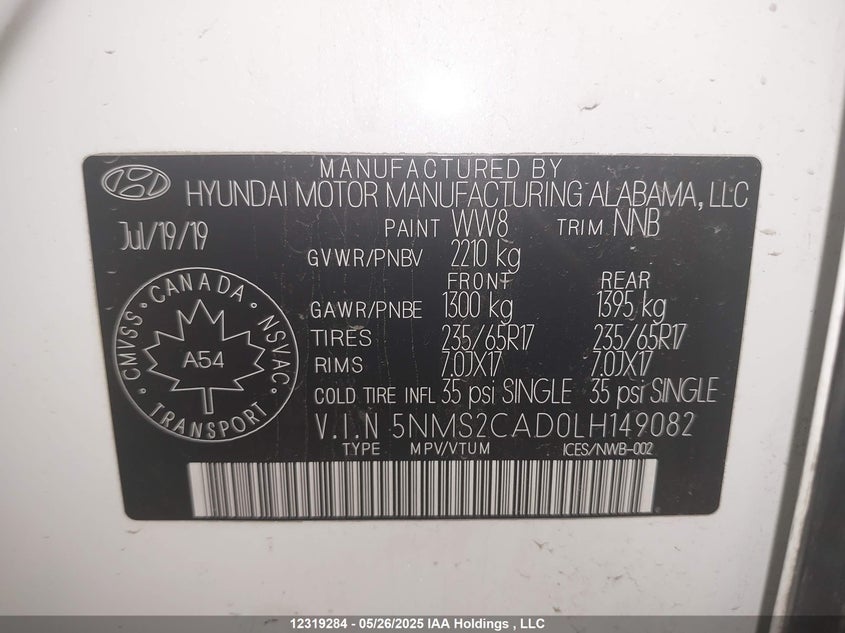 MANUFACTURED BY
HYUNDAI MOTOR MANUFACTURING ALABAMA, LLC
Jul/19/19
PAINT WW8 TRIM NNB
GVWR/PNBV 2210 kg
FRONT REAR
GAWR/PNBE 1300 kg 1395 kg
TIRES 235/65R17 235/65R17
RIMS 7.0JX17 7.0JX17
COLD TIRE INFL 35 psi SINGLE 35 psi SINGLE
V.I.N 5NMS2CAD0LH149082
TYPE MPV/VTUM ICES/NWB-002
CMVSS · CANADA · NSVAC · TRANSPORT
A54
12319284 - 05/26/2025 IAA Holdings , LLC